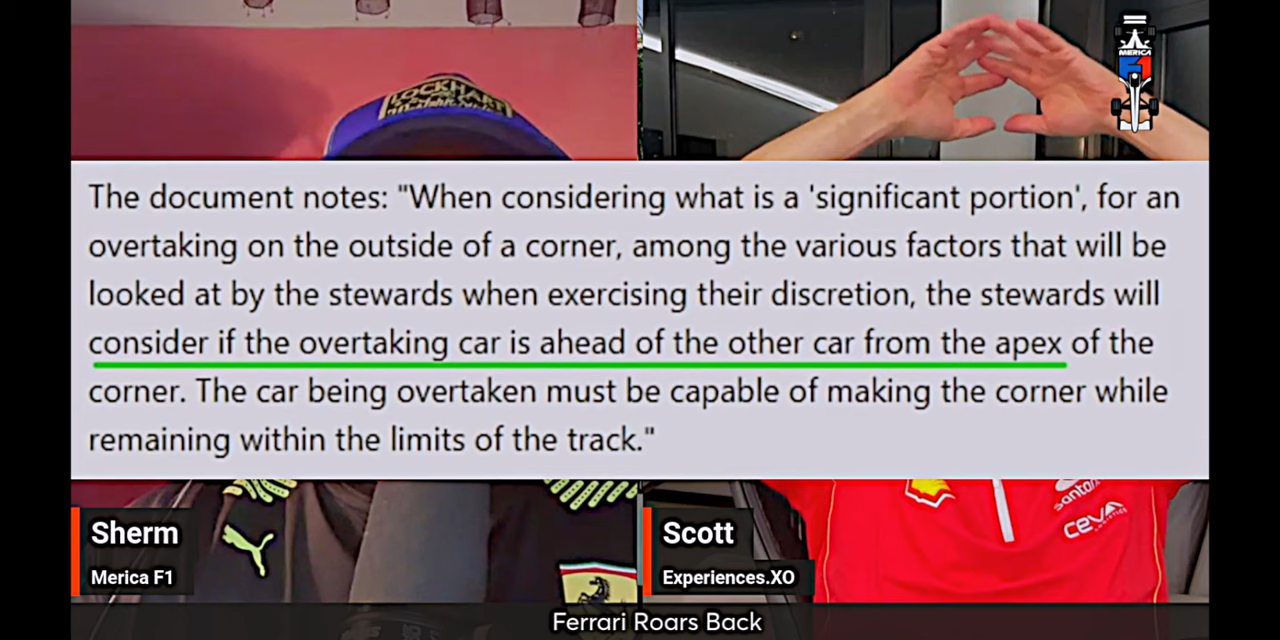 LOCKHART
MERICA
F1
The document notes: "When considering what is a 'significant portion', for an
overtaking on the outside of a corner, among the various factors that will be
looked at by the stewards when exercising their discretion, the stewards will
consider if the overtaking car is ahead of the other car from the apex of the
corner. The car being overtaken must be capable of making the corner while
remaining within the limits of the track."
Sherm
Merica F1
Scott
Experiences.XO
CEVA
Ferrari Roars Back